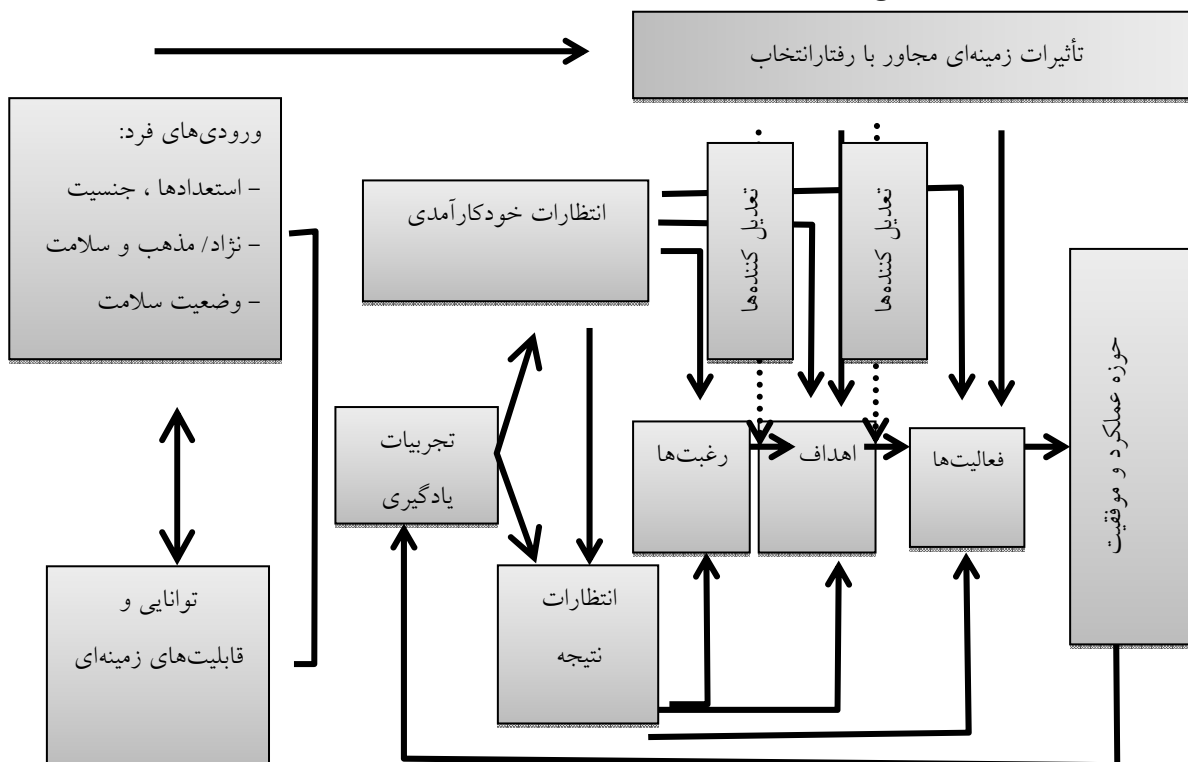 تأثیرات زمینه‌ای مجاور با رفتارانتخاب
ورودی‌های فرد:
- استعدادها ، جنسیت
- نژاد/ مذهب و سلامت
- وضعیت سلامت
انتظارات خودکارآمدی
تعدیل کننده‌ها
تعدیل کننده‌ها
حوزه عملکرد و موفقیت
تجربیات
یادگیری
رغبت‌ها
اهداف
فعالیت‌ها
انتظارات
نتیجه
توانایی و
قابلیت‌های زمینه‌ای